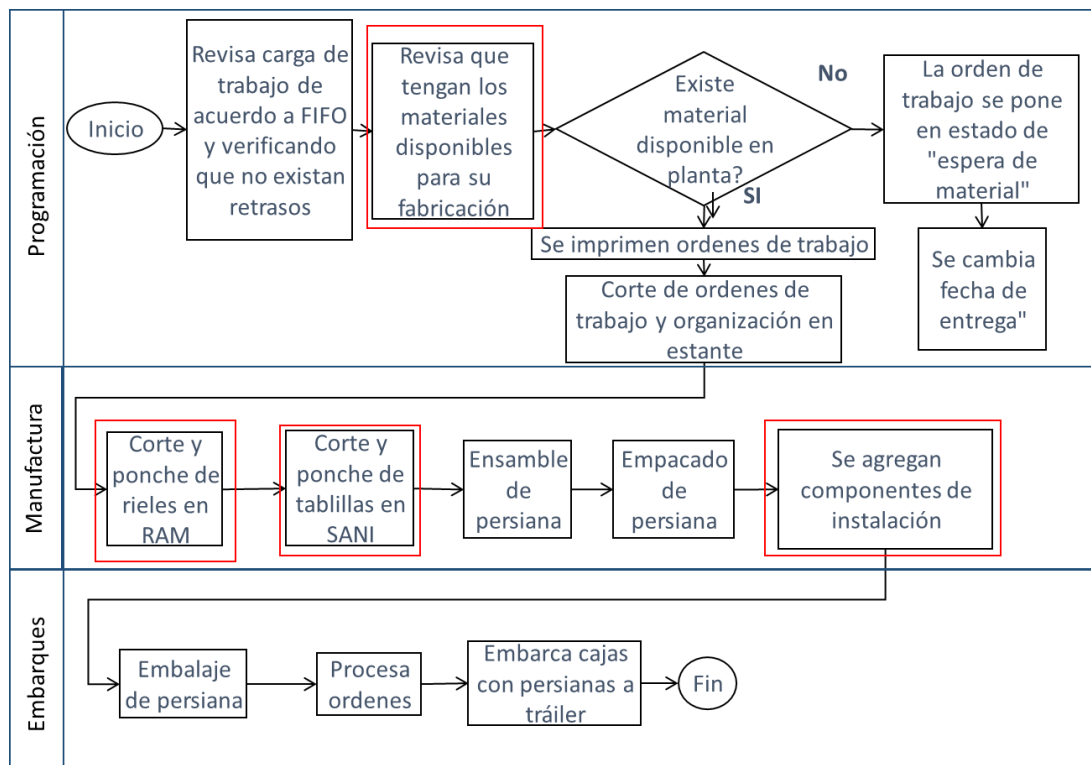 Programación
Inicio
Revisa carga de
trabajo de
acuerdo a FIFO
y verificando
que no existan
retrasos
Revisa que
tengan los
materiales
disponibles
para su
fabricación
Existe
material
disponible en
planta?
No
SI
La orden de
trabajo se pone
en estado de
"espera de
material"
Se cambia
fecha de
entrega"
Se imprimen ordenes de trabajo
Corte de ordenes de
trabajo y organización en
estante
Manufactura
Corte y
ponche de
rieles en
RAM
Corte y
ponche de
tablillas en
SANI
Ensamble
de
persiana
Empacado
de
persiana
Se agregan
componentes de
instalación
Embarques
Embalaje
de persiana
Procesa
ordenes
Embarca cajas
con persianas a
tráiler
Fin